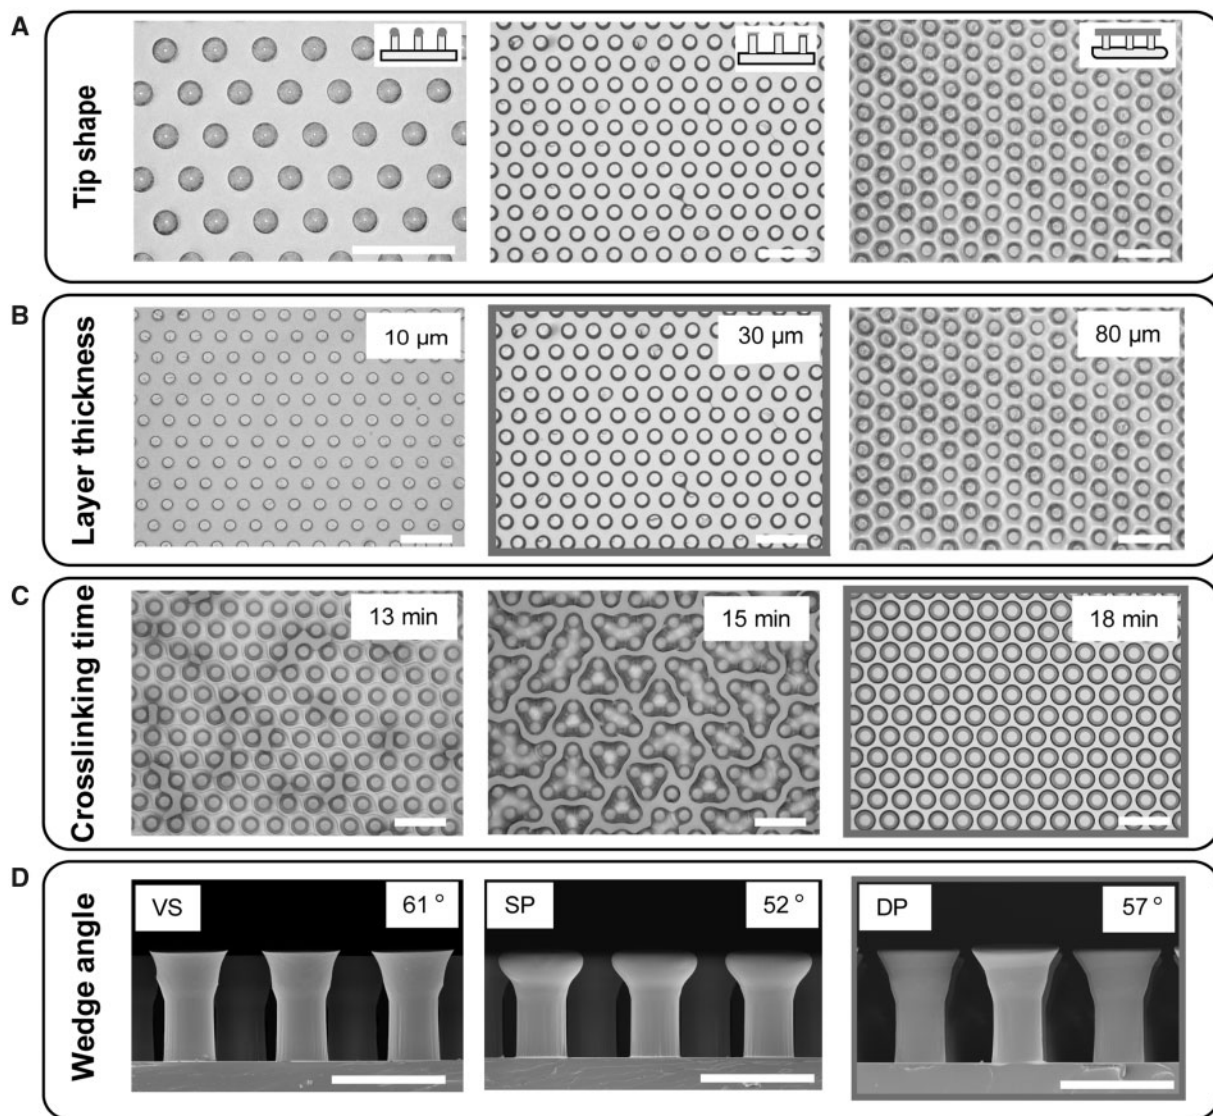 A
Tip shape
B
Layer thickness
10 µm
30 µm
80 µm
C
Crosslinking time
13 min
15 min
18 min
D
Wedge angle
VS
61 °
SP
52 °
DP
57 °